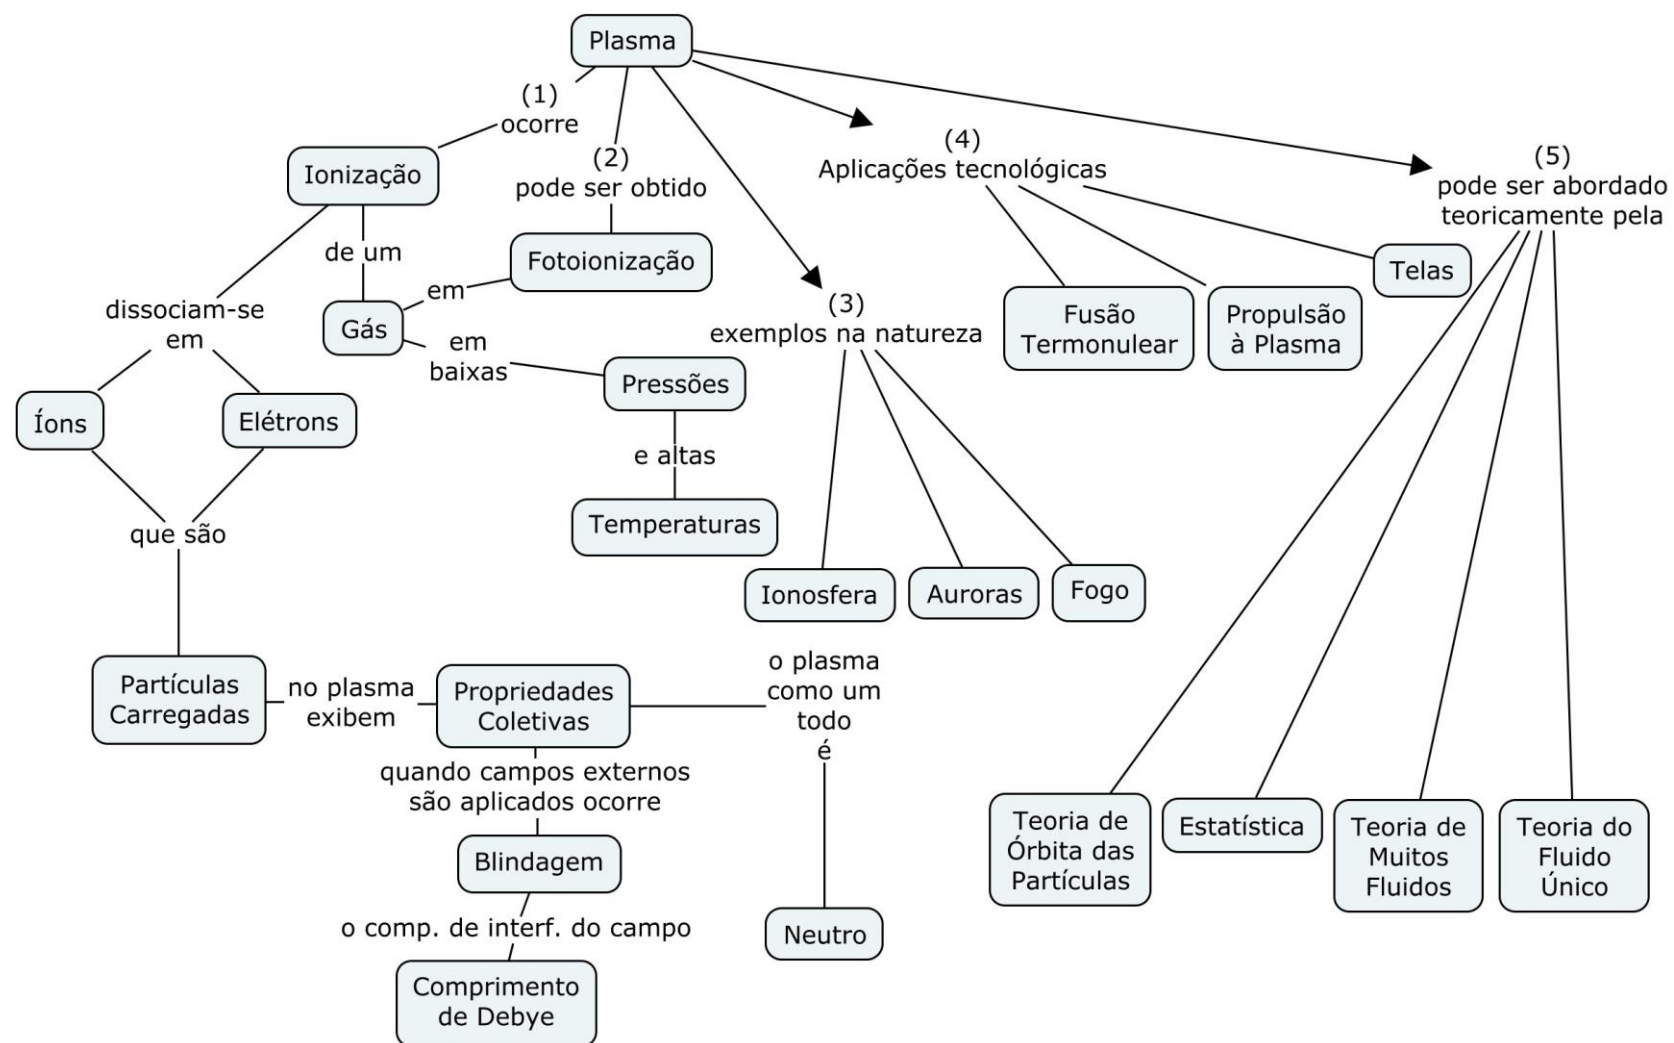 Plasma
(1)
ocorre
Ionização
de um
Gás
dissociam-se
em
Íons
Elétrons
que são
Partículas
Carregadas
no plasma
exibem
Propriedades
Coletivas
quando campos externos
são aplicados ocorre
Blindagem
o comp. de interf. do campo
Comprimento
de Debye
o plasma
como um
todo
é
Neutro
(2)
pode ser obtido
Fotoionização
em
em
baixas
Pressões
e altas
Temperaturas
(3)
exemplos na natureza
Ionosfera
Auroras
Fogo
(4)
Aplicações tecnológicas
Fusão
Termonulear
Propulsão
à Plasma
Telas
(5)
pode ser abordado
teoricamente pela
Teoria de
Órbita das
Partículas
Estatística
Teoria de
Muitos
Fluidos
Teoria do
Fluido
Único